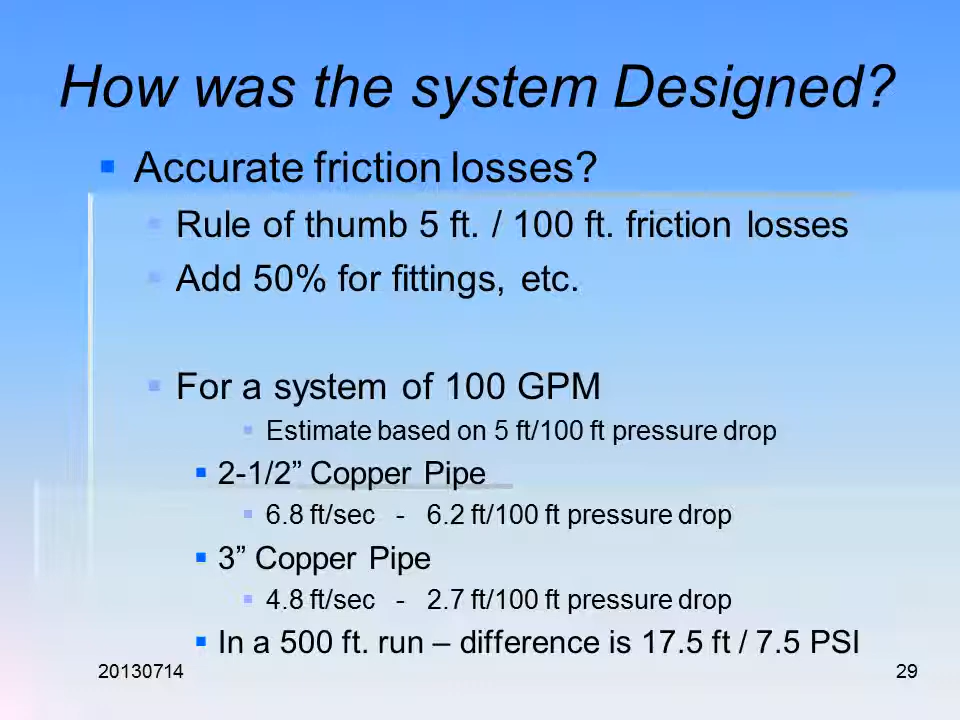 How was the system Designed?
Accurate friction losses?
Rule of thumb 5 ft. / 100 ft. friction losses
Add 50% for fittings, etc.
For a system of 100 GPM
Estimate based on 5 ft/100 ft pressure drop
2-1/2” Copper Pipe
6.8 ft/sec - 6.2 ft/100 ft pressure drop
3” Copper Pipe
4.8 ft/sec - 2.7 ft/100 ft pressure drop
In a 500 ft. run – difference is 17.5 ft / 7.5 PSI
20130714 29